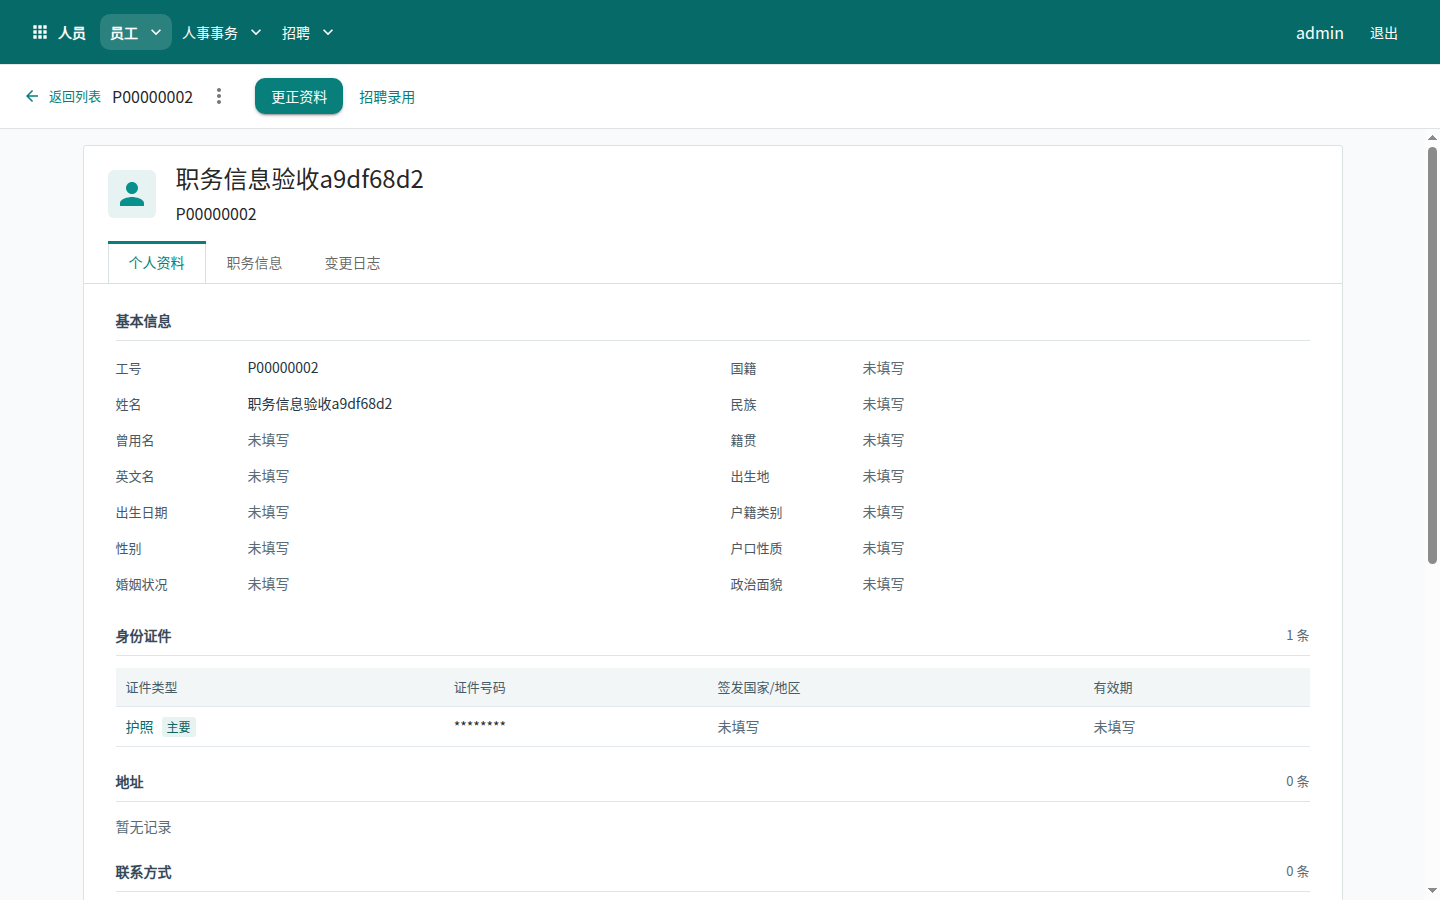 人员 员工 人事事务 招聘 admin 退出
返回列表 P00000002 更正资料 招聘录用
职务信息验收a9df68d2
P00000002
个人资料 职务信息 变更日志
基本信息
工号 P00000002 国籍 未填写
姓名 职务信息验收a9df68d2 民族 未填写
曾用名 未填写 籍贯 未填写
英文名 未填写 出生地 未填写
出生日期 未填写 户籍类别 未填写
性别 未填写 户口性质 未填写
婚姻状况 未填写 政治面貌 未填写
身份证件 1 条
证件类型 证件号码 签发国家/地区 有效期
护照 主要 ******** 未填写 未填写
地址 0 条
暂无记录
联系方式 0 条